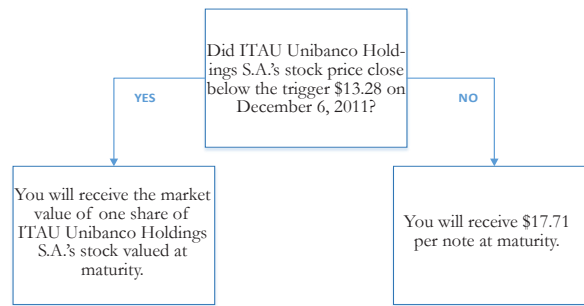 Did ITAU Unibanco Hold-
ings S.A.'s stock price close
below the trigger $13.28 on
December 6, 2011?
YES
NO
You will receive the market
value of one share of
ITAU Unibanco Holdings
S.A.'s stock valued at
maturity.
You will receive $17.71
per note at maturity.